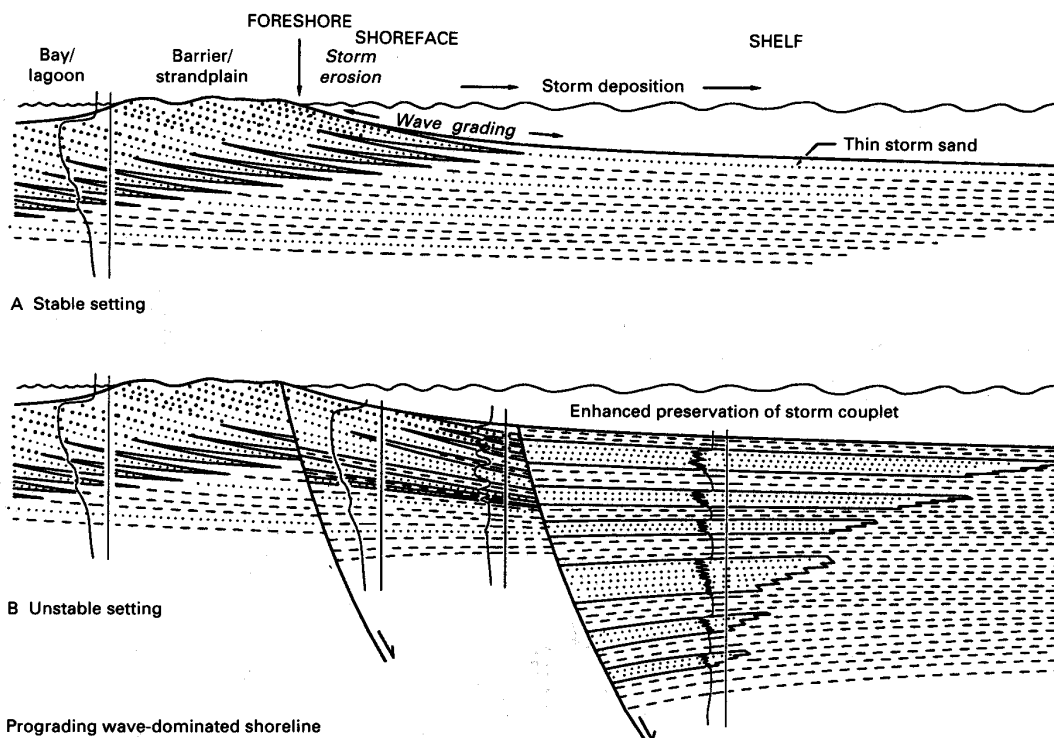 FORESHORE
SHOREFACE
SHELF
Bay/
lagoon
Barrier/
strandplain
Storm
erosion
Storm deposition
Wave grading
Thin storm sand
A Stable setting
Enhanced preservation of storm couplet
B Unstable setting
Prograding wave-dominated shoreline